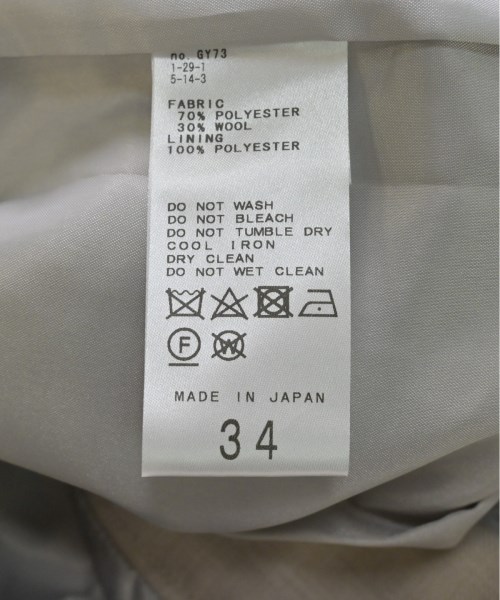 no. GY73
1-29-1
5-14-3
FABRIC
70% POLYESTER
30% WOOL
LINING
100% POLYESTER
DO NOT WASH
DO NOT BLEACH
DO NOT TUMBLE DRY
COOL IRON
DRY CLEAN
DO NOT WET CLEAN
F W
MADE IN JAPAN
34